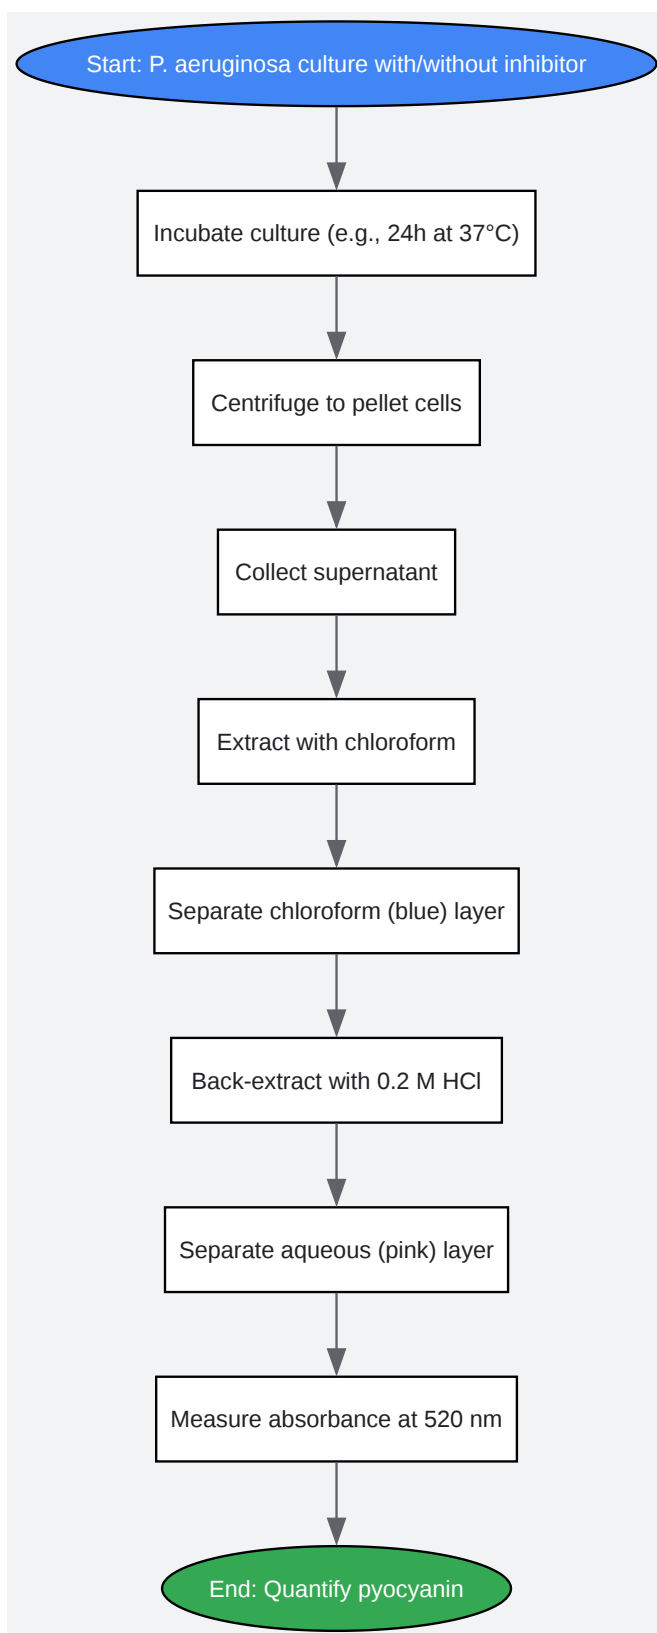 Start: P. aeruginosa culture with/without inhibitor
Incubate culture (e.g., 24h at 37°C)
Centrifuge to pellet cells
Collect supernatant
Extract with chloroform
Separate chloroform (blue) layer
Back-extract with 0.2 M HCl
Separate aqueous (pink) layer
Measure absorbance at 520 nm
End: Quantify pyocyanin